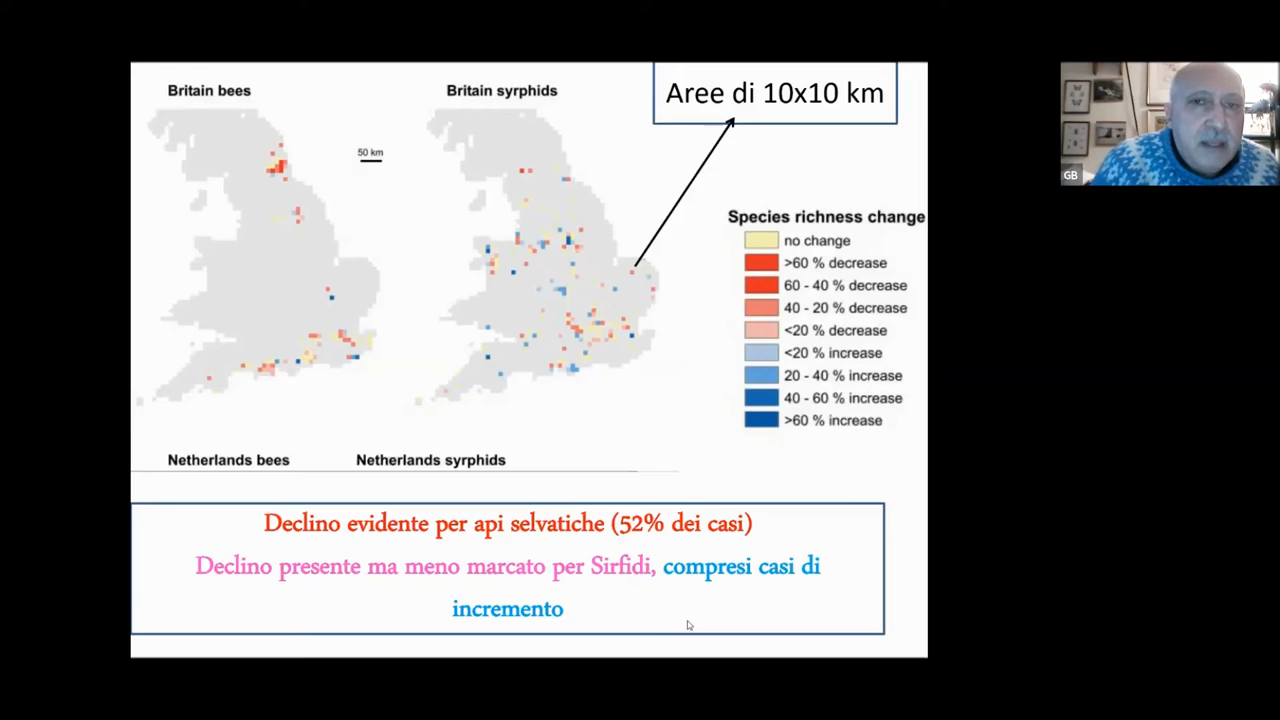 Britain bees
Britain syrphids
Aree di 10x10 km
50 km
GB
Species richness change
no change
>60 % decrease
60 - 40 % decrease
40 - 20 % decrease
<20 % decrease
<20 % increase
20 - 40 % increase
40 - 60 % increase
>60 % increase
Netherlands bees
Netherlands syrphids
Declino evidente per api selvatiche (52% dei casi)
Declino presente ma meno marcato per Sirfidi, compresi casi di
incremento